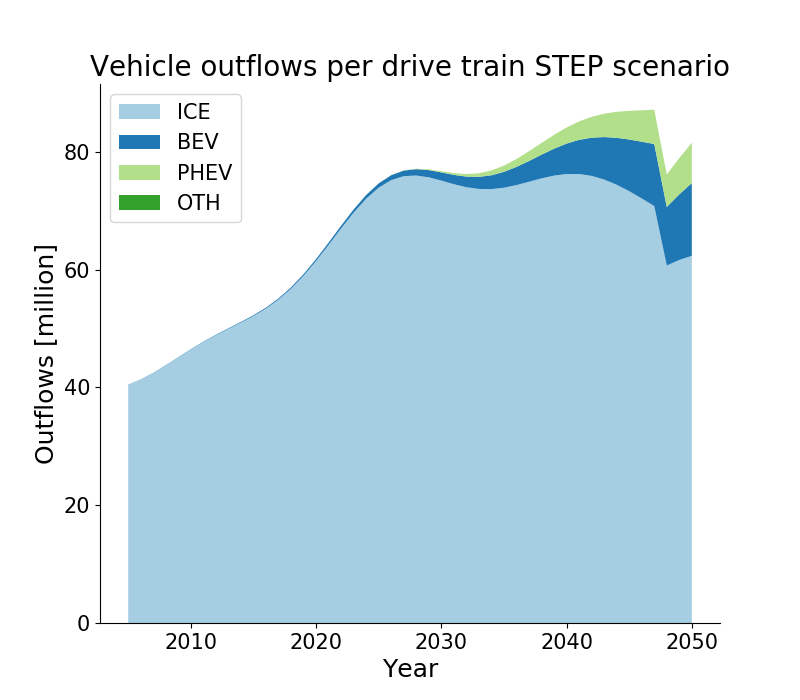 Vehicle outflows per drive train STEP scenario
ICE
BEV
PHEV
OTH
Outflows [million]
80
60
40
20
0
2010 2020 2030 2040 2050
Year